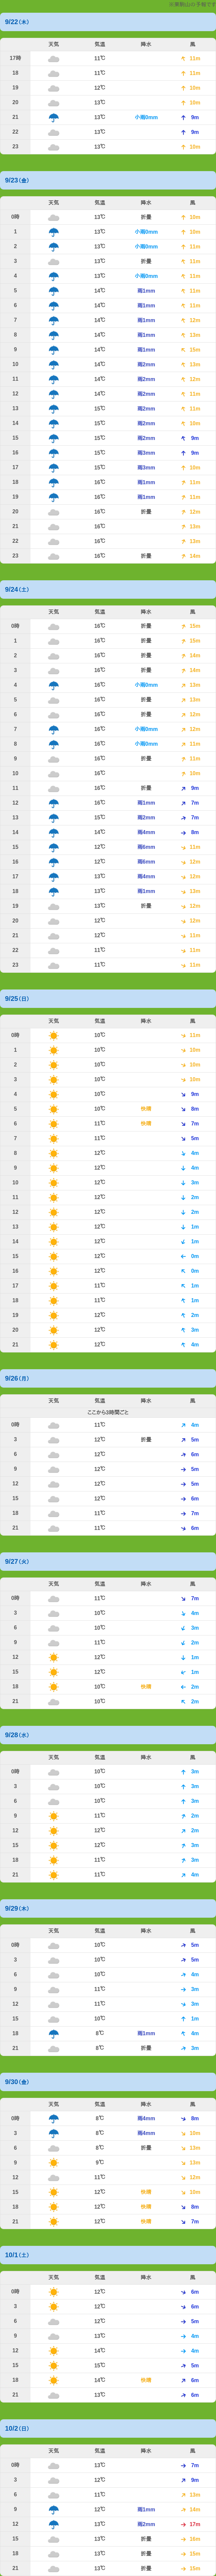 9/22(木)
天気 気温 降水 風
17時 11℃ 11m
18 11℃ 11m
19 12℃ 10m
20 13℃ 10m
21 13℃ 小雨0mm 9m
22 13℃ 9m
23 13℃ 10m
9/23(金)
天気 気温 降水 風
0時 13℃ 折畳 10m
1 13℃ 小雨0mm 10m
2 13℃ 小雨0mm 11m
3 13℃ 折畳 11m
4 13℃ 小雨0mm 11m
5 14℃ 雨1mm 11m
6 14℃ 雨1mm 11m
7 14℃ 雨1mm 12m
8 14℃ 雨1mm 13m
9 14℃ 雨1mm 15m
10 14℃ 雨2mm 13m
11 14℃ 雨2mm 12m
12 14℃ 雨2mm 11m
13 15℃ 雨2mm 11m
14 15℃ 雨2mm 10m
15 15℃ 雨2mm 9m
16 15℃ 雨3mm 9m
17 15℃ 雨3mm 10m
18 16℃ 雨1mm 11m
19 16℃ 雨1mm 11m
20 16℃ 折畳 12m
21 16℃ 13m
22 16℃ 13m
23 16℃ 折畳 14m
9/24(土)
天気 気温 降水 風
0時 16℃ 折畳 15m
1 16℃ 折畳 15m
2 16℃ 折畳 14m
3 16℃ 折畳 14m
4 16℃ 小雨0mm 13m
5 16℃ 折畳 13m
6 16℃ 折畳 12m
7 16℃ 小雨0mm 12m
8 16℃ 小雨0mm 11m
9 16℃ 折畳 11m
10 16℃ 10m
11 16℃ 折畳 9m
12 16℃ 雨1mm 7m
13 15℃ 雨2mm 7m
14 14℃ 雨4mm 8m
15 12℃ 雨6mm 11m
16 12℃ 雨6mm 12m
17 13℃ 雨4mm 12m
18 13℃ 雨1mm 13m
19 13℃ 折畳 12m
20 12℃ 12m
21 12℃ 11m
22 11℃ 11m
23 11℃ 11m
9/25(日)
天気 気温 降水 風
0時 10℃ 11m
1 10℃ 10m
2 10℃ 10m
3 10℃ 10m
4 10℃ 9m
5 10℃ 快晴 8m
6 11℃ 快晴 7m
7 11℃ 5m
8 12℃ 4m
9 12℃ 4m
10 12℃ 3m
11 12℃ 2m
12 12℃ 2m
13 12℃ 1m
14 12℃ 1m
15 12℃ 0m
16 12℃ 0m
17 11℃ 1m
18 11℃ 1m
19 12℃ 2m
20 12℃ 3m
21 12℃ 4m
9/26(月)
天気 気温 降水 風
ここから3時間ごと
0時 11℃ 4m
3 12℃ 折畳 5m
6 12℃ 6m
9 12℃ 5m
12 12℃ 5m
15 12℃ 6m
18 11℃ 7m
21 11℃ 6m
9/27(火)
天気 気温 降水 風
0時 11℃ 7m
3 10℃ 4m
6 10℃ 3m
9 11℃ 2m
12 12℃ 1m
15 12℃ 1m
18 10℃ 快晴 2m
21 10℃ 2m
9/28(水)
天気 気温 降水 風
0時 10℃ 3m
3 10℃ 3m
6 10℃ 3m
9 11℃ 2m
12 12℃ 2m
15 12℃ 3m
18 11℃ 3m
21 11℃ 4m
9/29(木)
天気 気温 降水 風
0時 10℃ 5m
3 10℃ 5m
6 10℃ 4m
9 11℃ 3m
12 11℃ 3m
15 10℃ 1m
18 8℃ 雨1mm 4m
21 8℃ 折畳 3m
9/30(金)
天気 気温 降水 風
0時 8℃ 雨4mm 8m
3 8℃ 雨4mm 10m
6 8℃ 折畳 13m
9 9℃ 13m
12 11℃ 12m
15 12℃ 快晴 10m
18 12℃ 快晴 8m
21 12℃ 快晴 7m
10/1(土)
天気 気温 降水 風
0時 12℃ 6m
3 12℃ 6m
6 12℃ 5m
9 13℃ 4m
12 14℃ 4m
15 15℃ 5m
18 14℃ 快晴 6m
21 13℃ 6m
10/2(日)
天気 気温 降水 風
0時 13℃ 7m
3 12℃ 9m
6 11℃ 13m
9 12℃ 雨1mm 14m
12 13℃ 雨2mm 17m
15 13℃ 折畳 16m
18 13℃ 折畳 15m
21 13℃ 折畳 15m